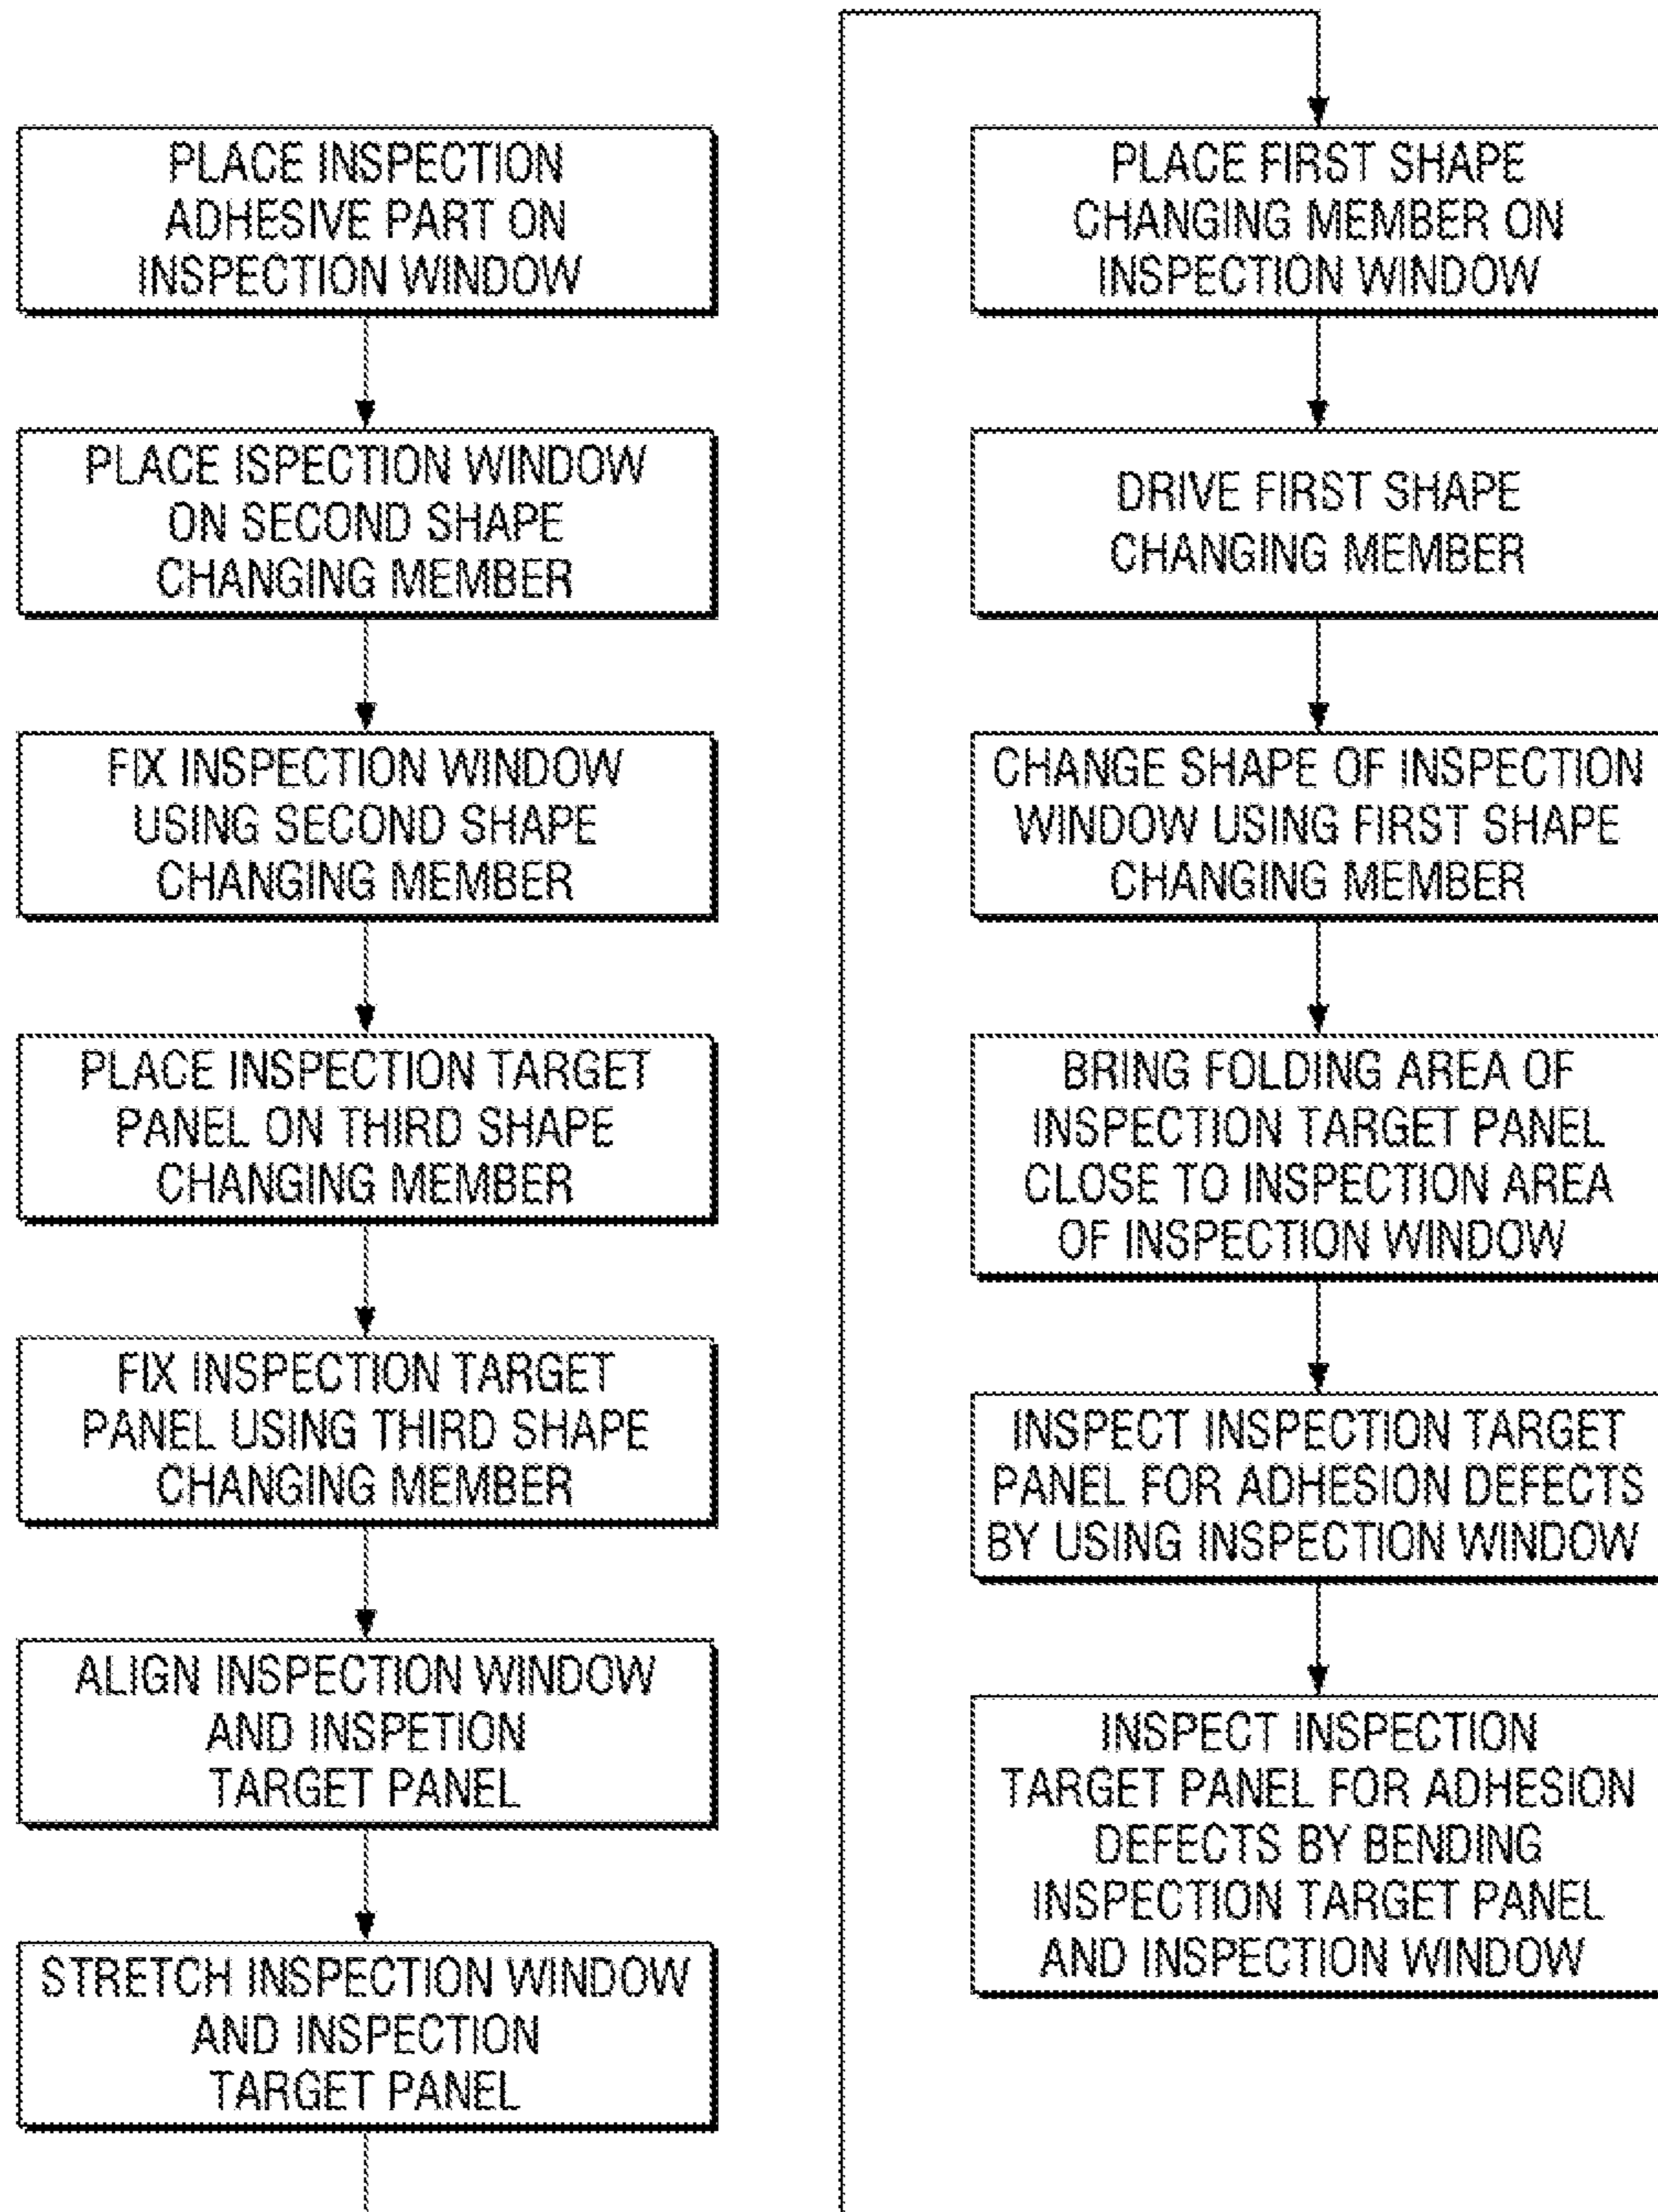 PLACE INSPECTION
ADHESIVE PART ON
INSPECTION WINDOW
PLACE ISPECTION WINDOW
ON SECOND SHAPE
CHANGING MEMBER
FIX INSPECTION WINDOW
USING SECOND SHAPE
CHANGING MEMBER
PLACE INSPECTION TARGET
PANEL ON THIRD SHAPE
CHANGING MEMBER
FIX INSPECTION TARGET
PANEL USING THIRD SHAPE
CHANGING MEMBER
ALIGN INSPECTION WINDOW
AND INSPETION
TARGET PANEL
STRETCH INSPECTION WINDOW
AND INSPECTION
TARGET PANEL
PLACE FIRST SHAPE
CHANGING MEMBER ON
INSPECTION WINDOW
DRIVE FIRST SHAPE
CHANGING MEMBER
CHANGE SHAPE OF INSPECTION
WINDOW USING FIRST SHAPE
CHANGING MEMBER
BRING FOLDING AREA OF
INSPECTION TARGET PANEL
CLOSE TO INSPECTION AREA
OF INSPECTION WINDOW
INSPECT INSPECTION TARGET
PANEL FOR ADHESION DEFECTS
BY USING INSPECTION WINDOW
INSPECT INSPECTION
TARGET PANEL FOR ADHESION
DEFECTS BY BENDING
INSPECTION TARGET PANEL
AND INSPECTION WINDOW